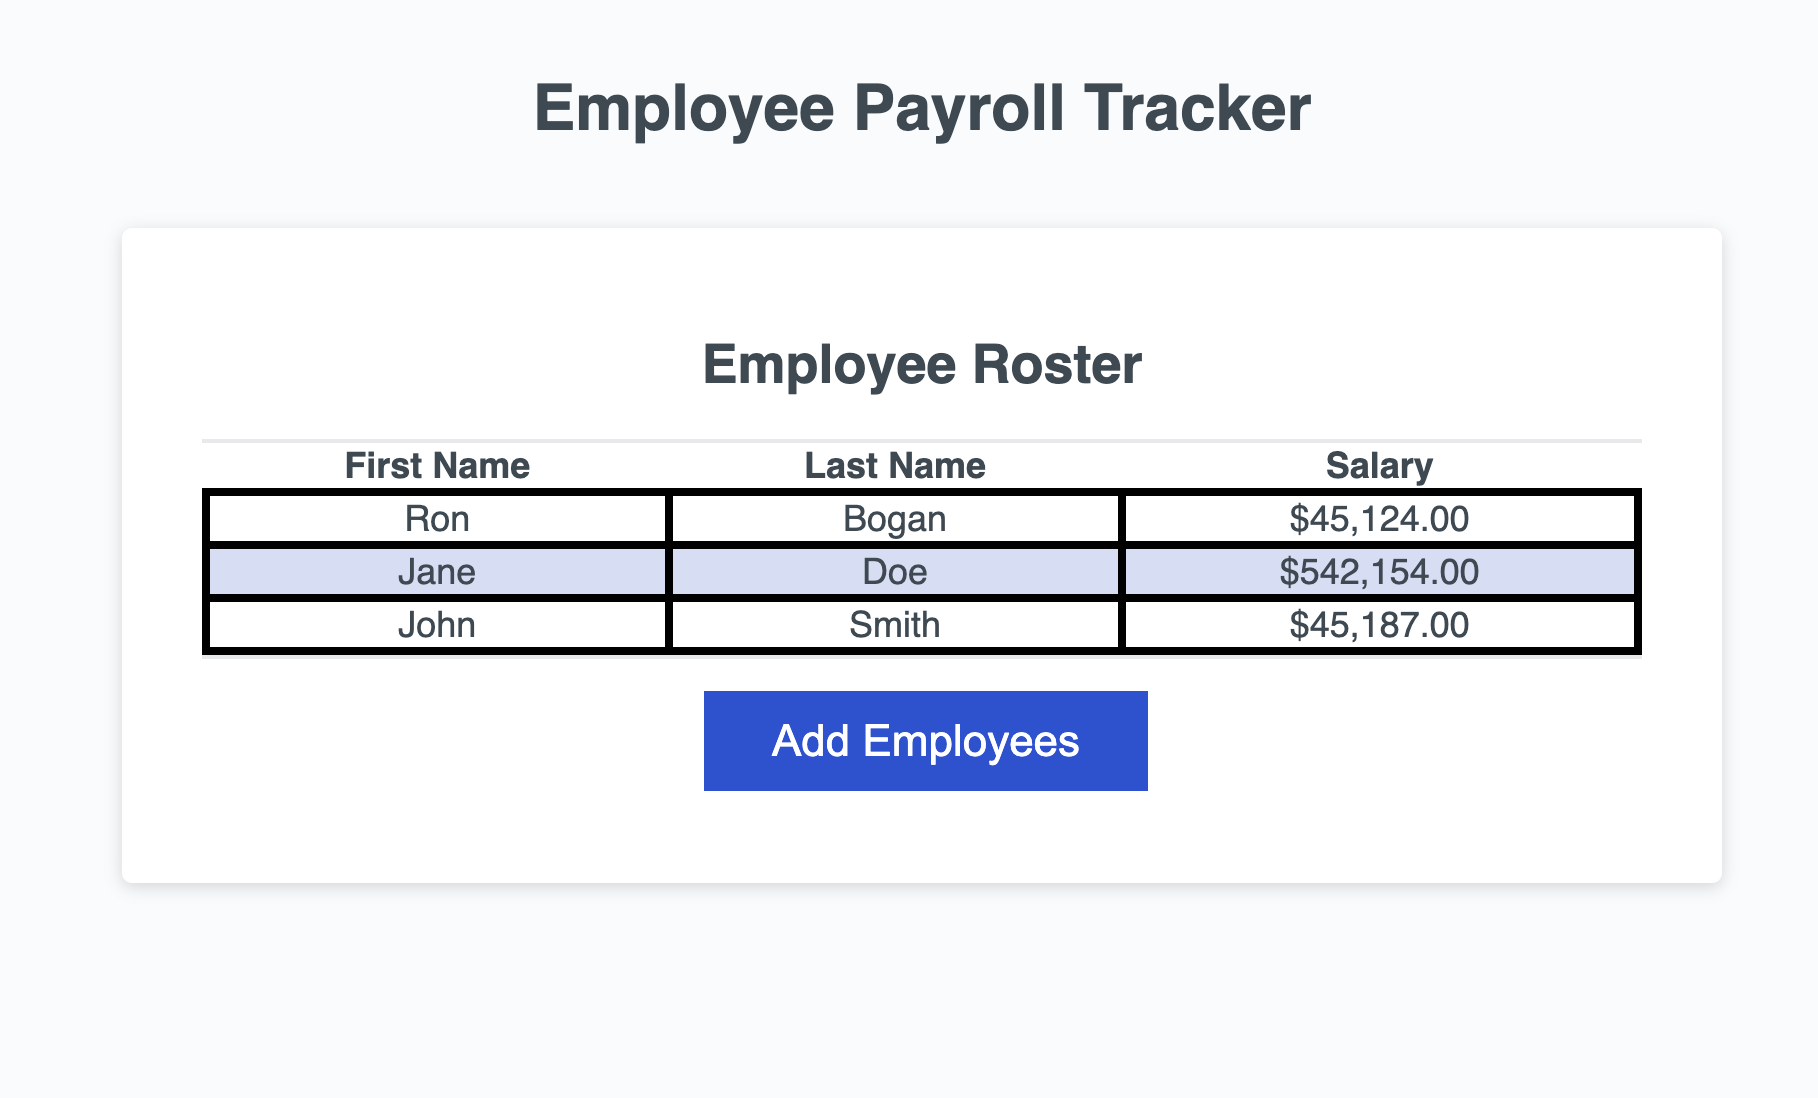 Employee Payroll Tracker
Employee Roster
First Name Last Name Salary
Ron Bogan $45,124.00
Jane Doe $542,154.00
John Smith $45,187.00
Add Employees